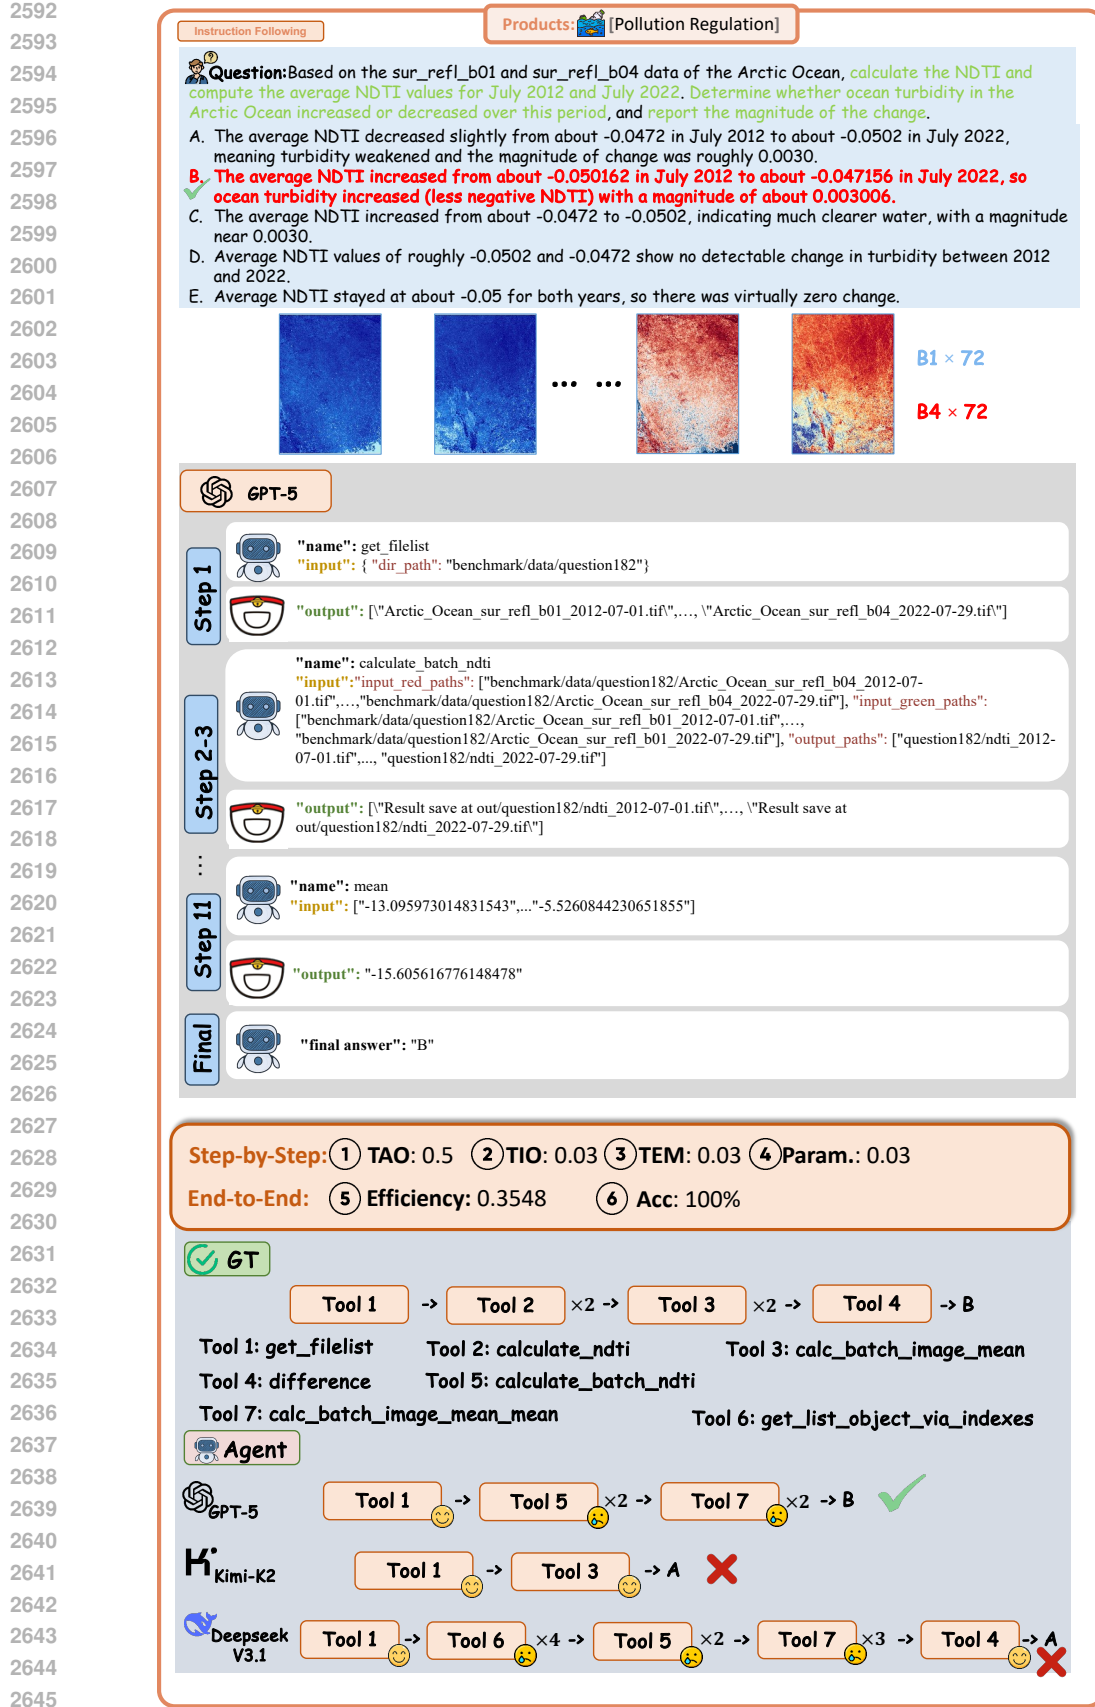 2592
2593
2594
2595
2596
2597
2598
2599
2600
2601
2602
2603
2604
2605
2606
2607
2608
2609
2610
2611
2612
2613
2614
2615
2616
2617
2618
2619
2620
2621
2622
2623
2624
2625
2626
2627
2628
2629
2630
2631
2632
2633
2634
2635
2636
2637
2638
2639
2640
2641
2642
2643
2644
2645
Instruction Following
Products: [Pollution Regulation]
Question:Based on the sur_refl_b01 and sur_refl_b04 data of the Arctic Ocean, calculate the NDTI and
compute the average NDTI values for July 2012 and July 2022. Determine whether ocean turbidity in the
Arctic Ocean increased or decreased over this period, and report the magnitude of the change.
A. The average NDTI decreased slightly from about -0.0472 in July 2012 to about -0.0502 in July 2022,
meaning turbidity weakened and the magnitude of change was roughly 0.0030.
B. The average NDTI increased from about -0.050162 in July 2012 to about -0.047156 in July 2022, so
ocean turbidity increased (less negative NDTI) with a magnitude of about 0.003006.
C. The average NDTI increased from about -0.0472 to -0.0502, indicating much clearer water, with a magnitude
near 0.0030.
D. Average NDTI values of roughly -0.0502 and -0.0472 show no detectable change in turbidity between 2012
and 2022.
E. Average NDTI stayed at about -0.05 for both years, so there was virtually zero change.
... ...
B1 × 72
B4 × 72
GPT-5
Step 1
"name": get_filelist
"input": { "dir_path": "benchmark/data/question182"}
"output": [\"Arctic_Ocean_sur_refl_b01_2012-07-01.tif\",…, \"Arctic_Ocean_sur_refl_b04_2022-07-29.tif\"]
Step 2-3
"name": calculate_batch_ndti
"input":"input_red_paths": ["benchmark/data/question182/Arctic_Ocean_sur_refl_b04_2012-07-
01.tif",…,"benchmark/data/question182/Arctic_Ocean_sur_refl_b04_2022-07-29.tif"], "input_green_paths":
["benchmark/data/question182/Arctic_Ocean_sur_refl_b01_2012-07-01.tif",…,
"benchmark/data/question182/Arctic_Ocean_sur_refl_b01_2022-07-29.tif"], "output_paths": ["question182/ndti_2012-
07-01.tif",..., "question182/ndti_2022-07-29.tif"]
"output": [\"Result save at out/question182/ndti_2012-07-01.tif\",…, \"Result save at
out/question182/ndti_2022-07-29.tif\"]
⋮
Step 11
"name": mean
"input": ["-13.095973014831543",..."-5.5260844230651855"]
"output": "-15.605616776148478"
Final
"final answer": "B"
Step-by-Step: 1 TAO: 0.5 2 TIO: 0.03 3 TEM: 0.03 4 Param.: 0.03
End-to-End: 5 Efficiency: 0.3548 6 Acc: 100%
GT
Tool 1 -> Tool 2 ×2 -> Tool 3 ×2 -> Tool 4 -> B
Tool 1: get_filelist Tool 2: calculate_ndti Tool 3: calc_batch_image_mean
Tool 4: difference Tool 5: calculate_batch_ndti
Tool 7: calc_batch_image_mean_mean Tool 6: get_list_object_via_indexes
Agent
GPT-5 Tool 1 -> Tool 5 ×2 -> Tool 7 ×2 -> B
Kimi-K2 Tool 1 -> Tool 3 -> A
Deepseek V3.1 Tool 1 -> Tool 6 ×4 -> Tool 5 ×2 -> Tool 7 ×3 -> Tool 4 -> A